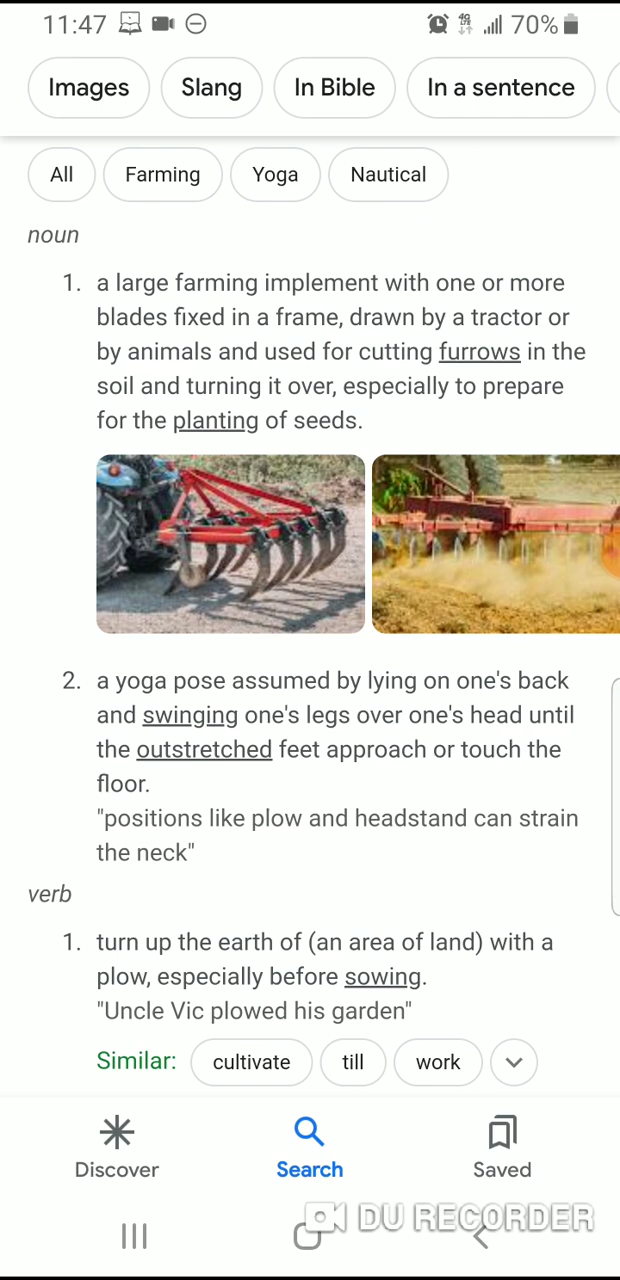 11:47 70%
Images Slang In Bible In a sentence
All Farming Yoga Nautical
noun
1. a large farming implement with one or more
blades fixed in a frame, drawn by a tractor or
by animals and used for cutting furrows in the
soil and turning it over, especially to prepare
for the planting of seeds.
2. a yoga pose assumed by lying on one's back
and swinging one's legs over one's head until
the outstretched feet approach or touch the
floor.
"positions like plow and headstand can strain
the neck"
verb
1. turn up the earth of (an area of land) with a
plow, especially before sowing.
"Uncle Vic plowed his garden"
Similar: cultivate till work
Discover Search Saved
DU RECORDER